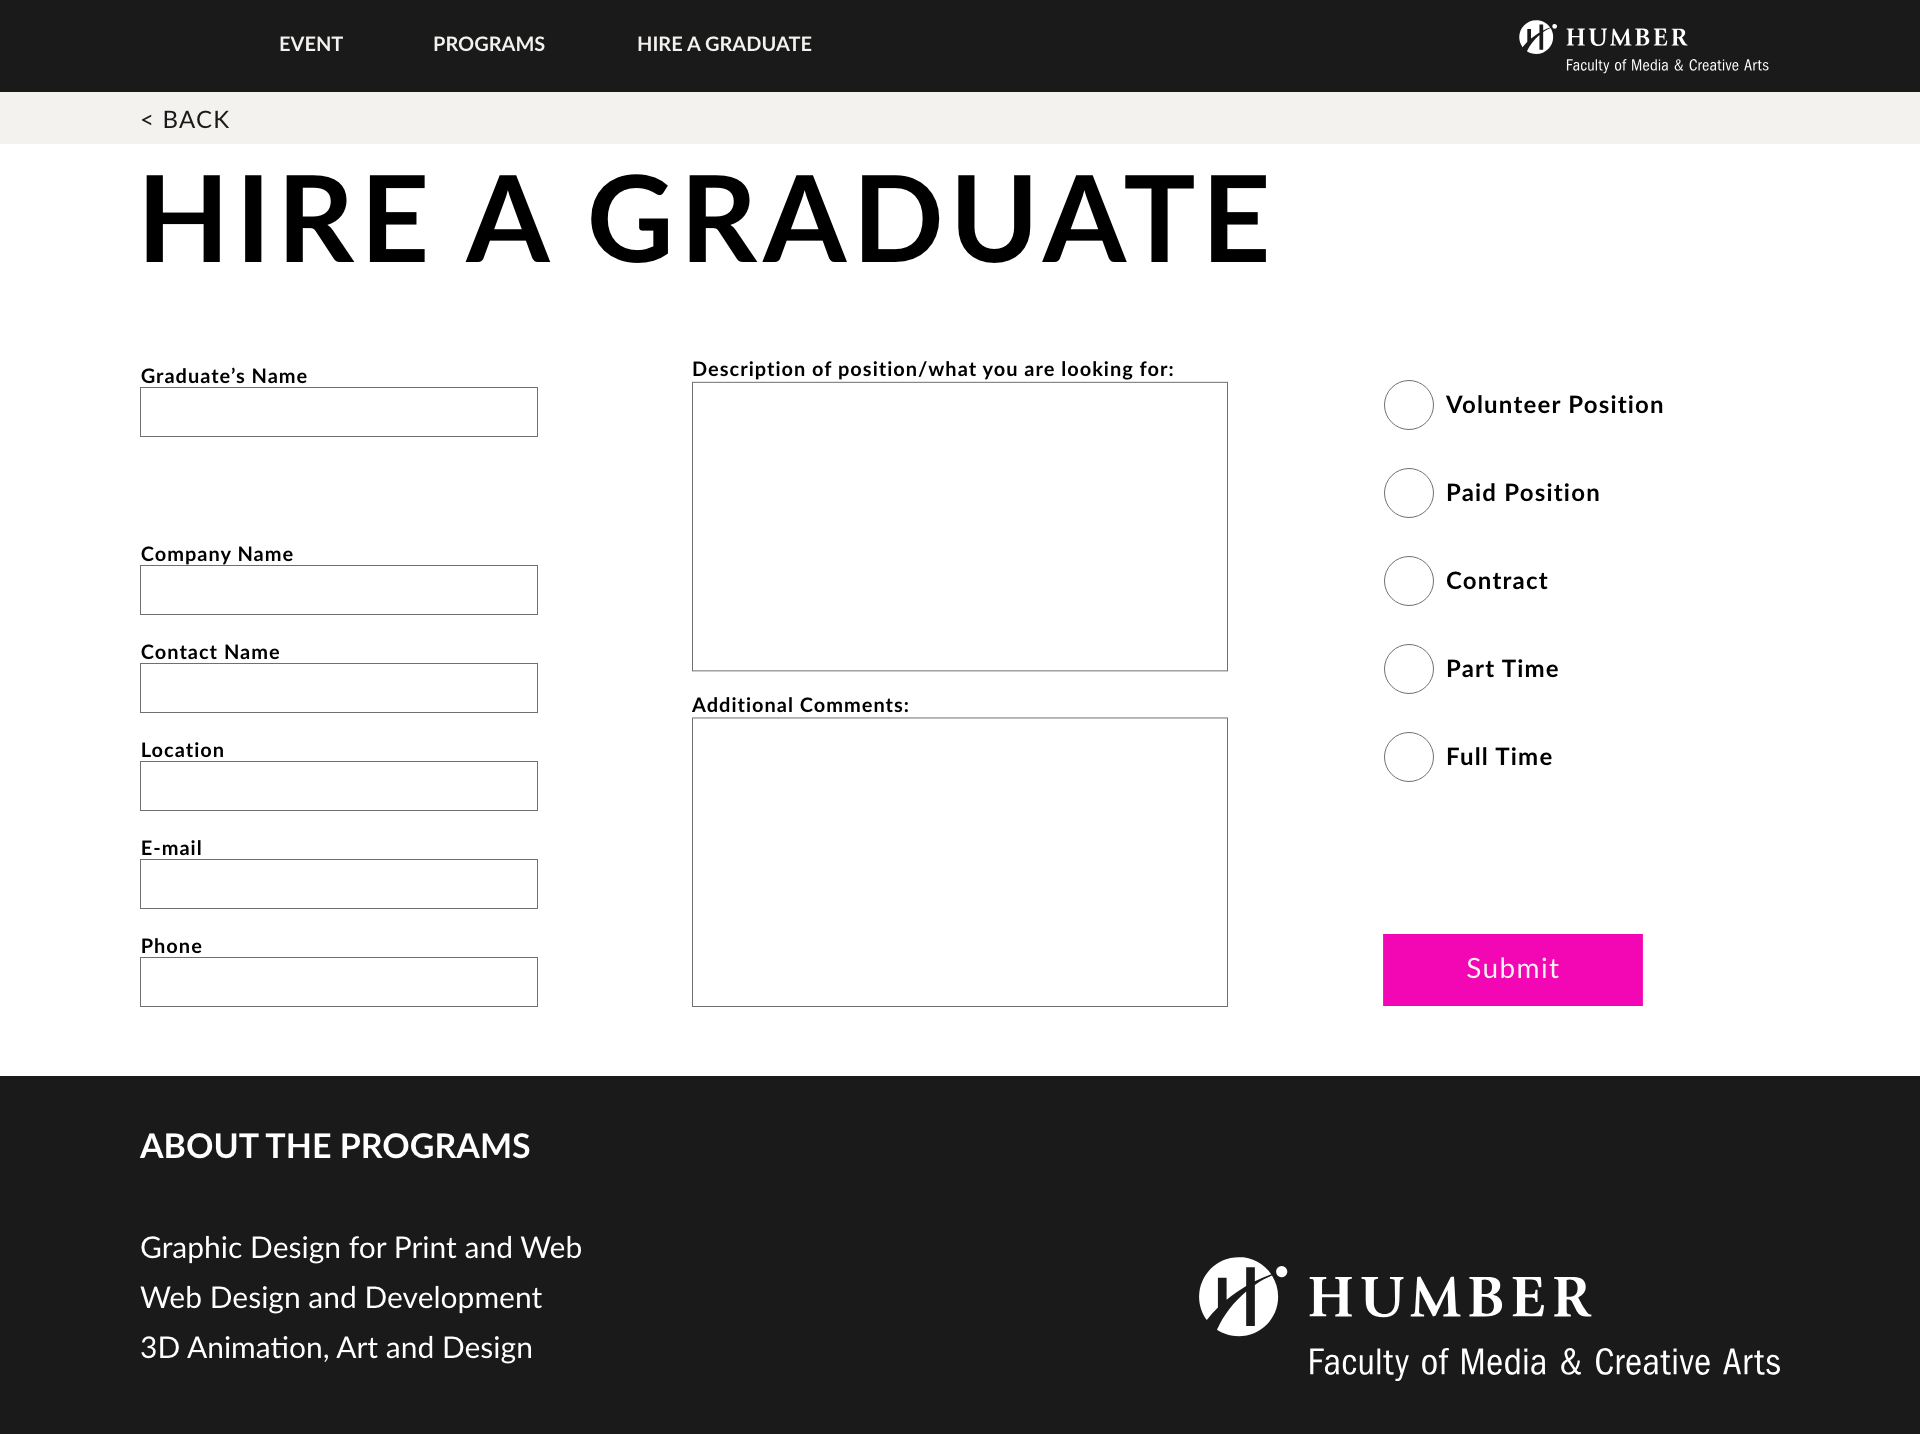 EVENT
PROGRAMS
HIRE A GRADUATE
HUMBER
Faculty of Media & Creative Arts
< BACK
HIRE A GRADUATE
Graduate’s Name
Company Name
Contact Name
Location
E-mail
Phone
Description of position/what you are looking for:
Additional Comments:
Volunteer Position
Paid Position
Contract
Part Time
Full Time
Submit
ABOUT THE PROGRAMS
Graphic Design for Print and Web
Web Design and Development
3D Animation, Art and Design
HUMBER
Faculty of Media & Creative Arts